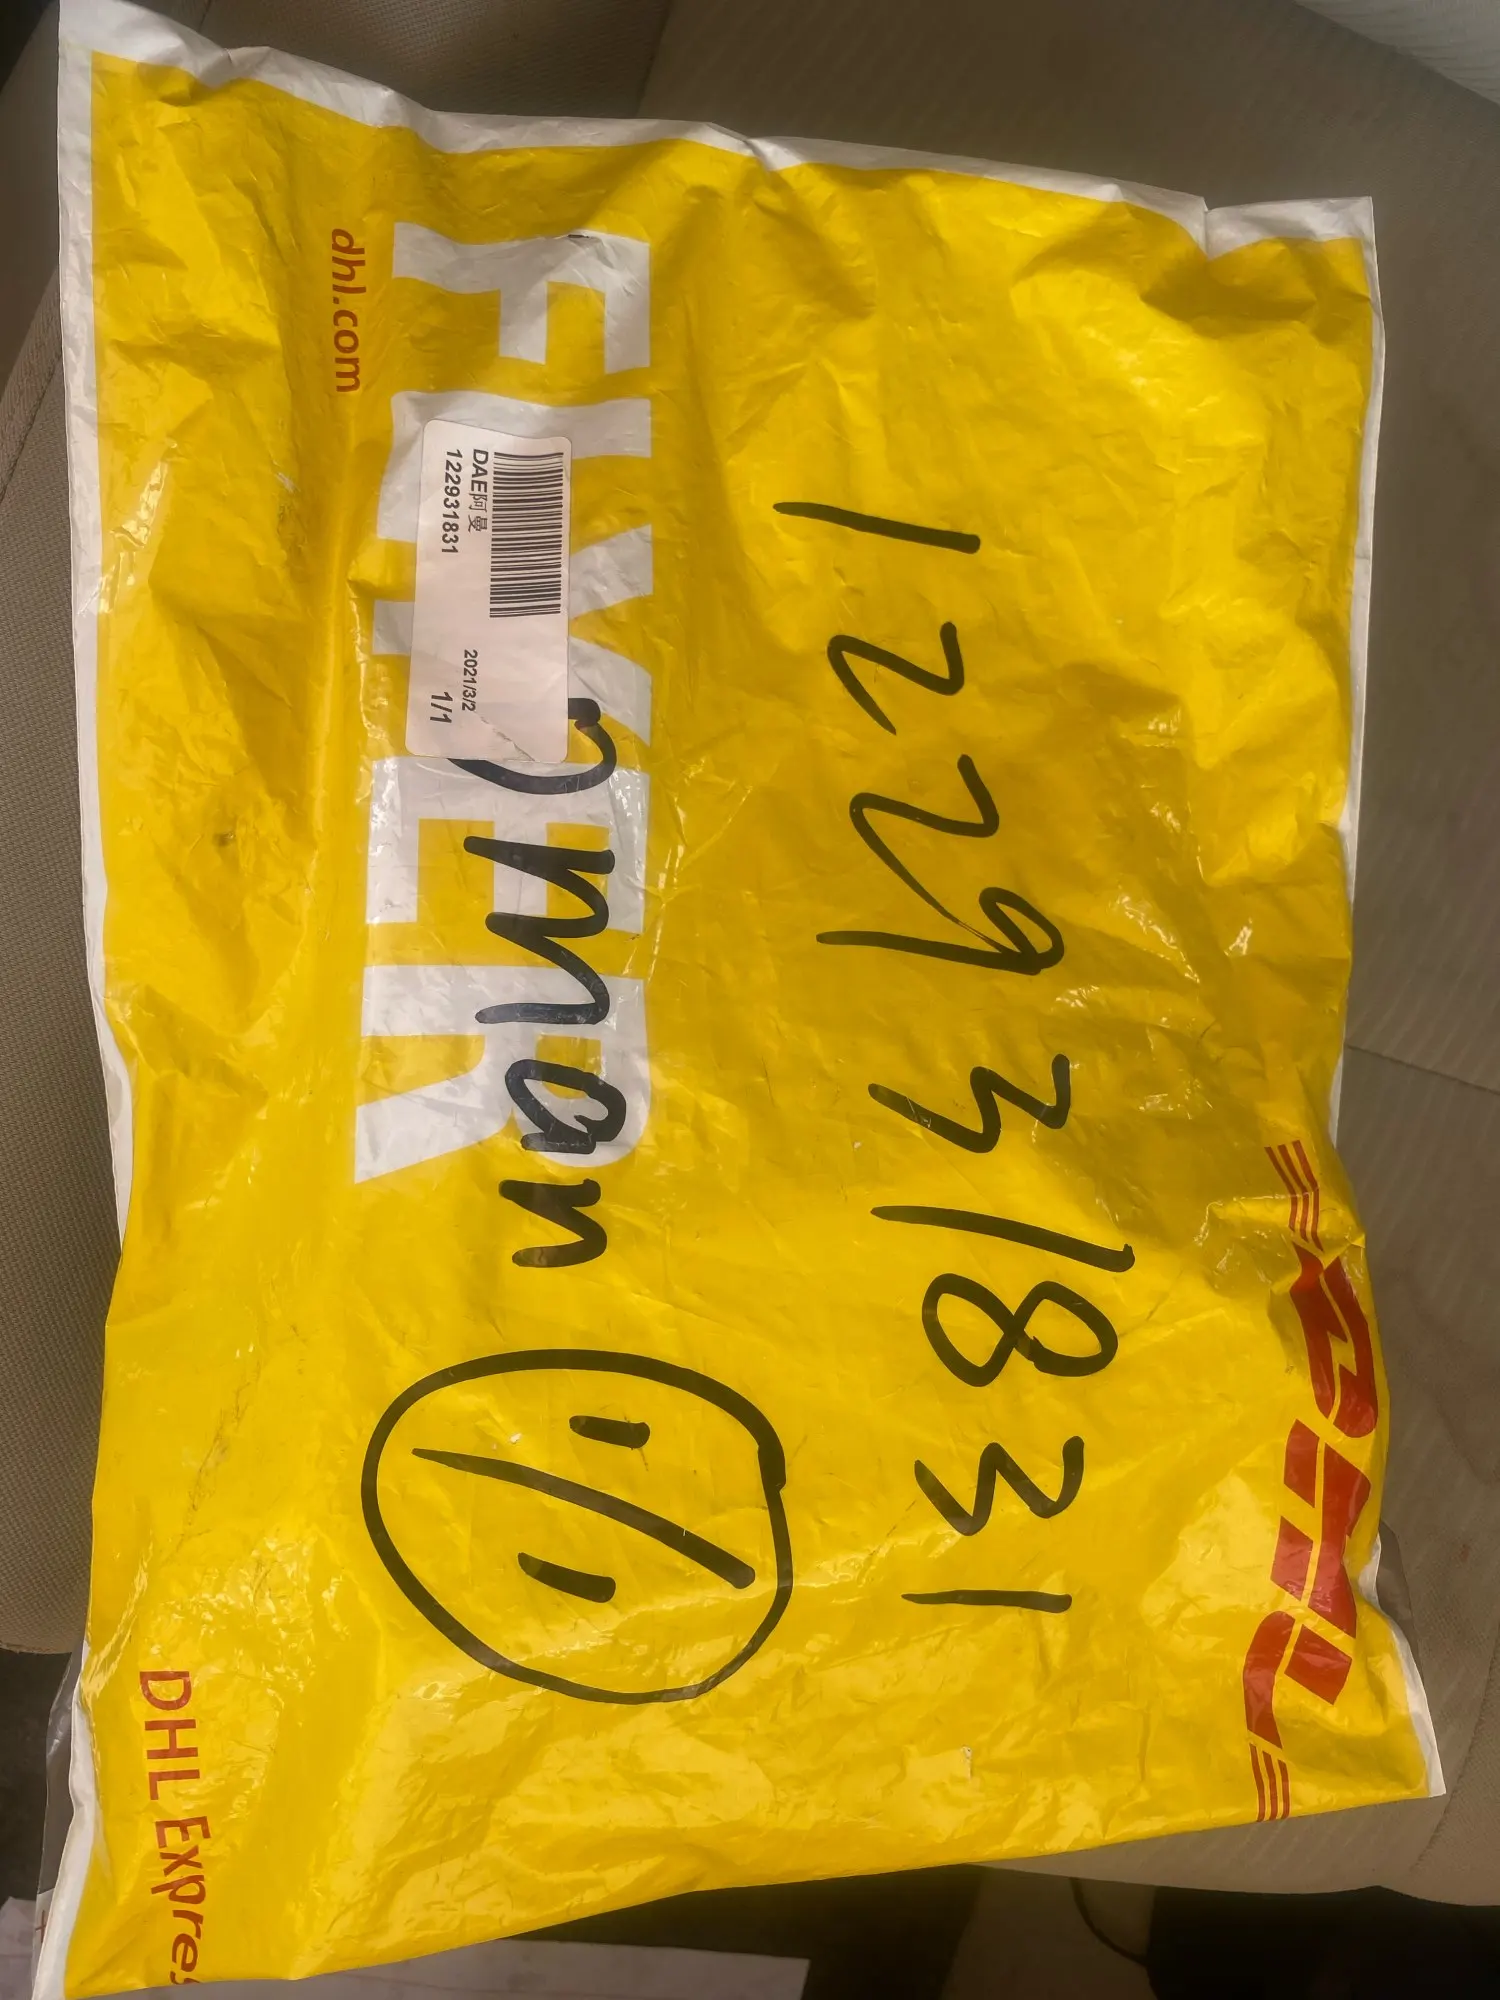 DHL
122931831
FLYER
Oman
1/1
DAE阿曼
122931831
2021/3/2
1/1
dhl.com
DHL Express